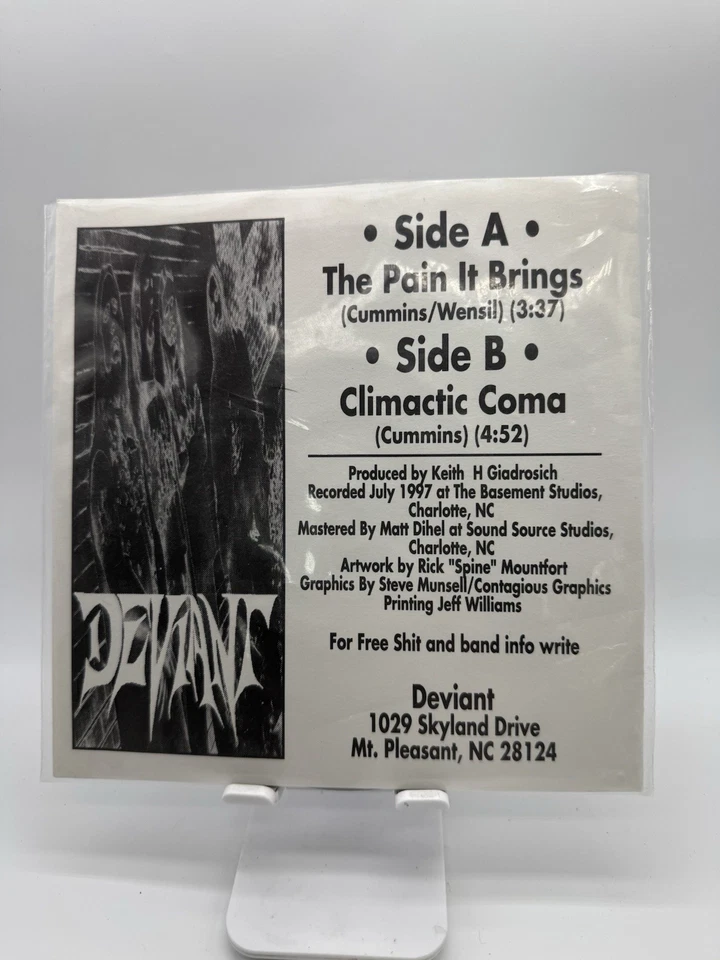 • Side A •
The Pain It Brings
(Cummins/Wensil) (3:37)
• Side B •
Climactic Coma
(Cummins) (4:52)
Produced by Keith H Giadrosich
Recorded July 1997 at The Basement Studios,
Charlotte, NC
Mastered By Matt Dihel at Sound Source Studios,
Charlotte, NC
Artwork by Rick "Spine" Mountfort
Graphics By Steve Munsell/Contagious Graphics
Printing Jeff Williams
For Free Shit and band info write
Deviant
1029 Skyland Drive
Mt. Pleasant, NC 28124
DEVIANT